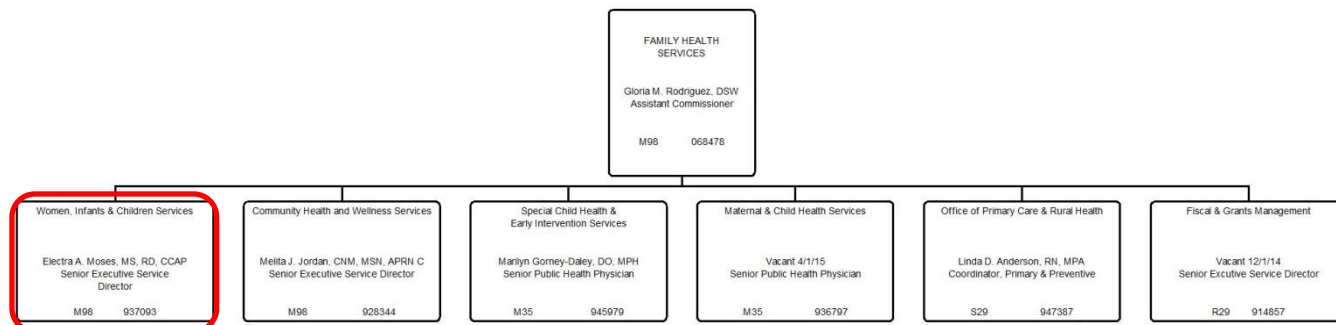 FAMILY HEALTH
SERVICES
Gloria M. Rodriguez, DSW
Assistant Commissioner
M98 068478
Women, Infants & Children Services
Electra A. Moses, MS, RD, CCAP
Senior Executive Service
Director
M98 937093
Community Health and Wellness Services
Melita J. Jordan, CNM, MSN, APRN C
Senior Executive Service Director
M98 928344
Special Child Health &
Early Intervention Services
Marilyn Gorney-Daley, DO, MPH
Senior Public Health Physician
M35 945979
Maternal & Child Health Services
Vacant 4/1/15
Senior Public Health Physician
M35 936797
Office of Primary Care & Rural Health
Linda D. Anderson, RN, MPA
Coordinator, Primary & Preventive
S29 947387
Fiscal & Grants Management
Vacant 12/1/14
Senior Excutive Service Director
R29 914857